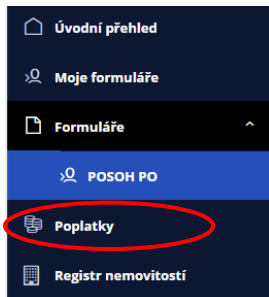 Úvodní přehled
Moje formuláře
Formuláře
POSOH PO
Poplatky
Registr nemovitostí